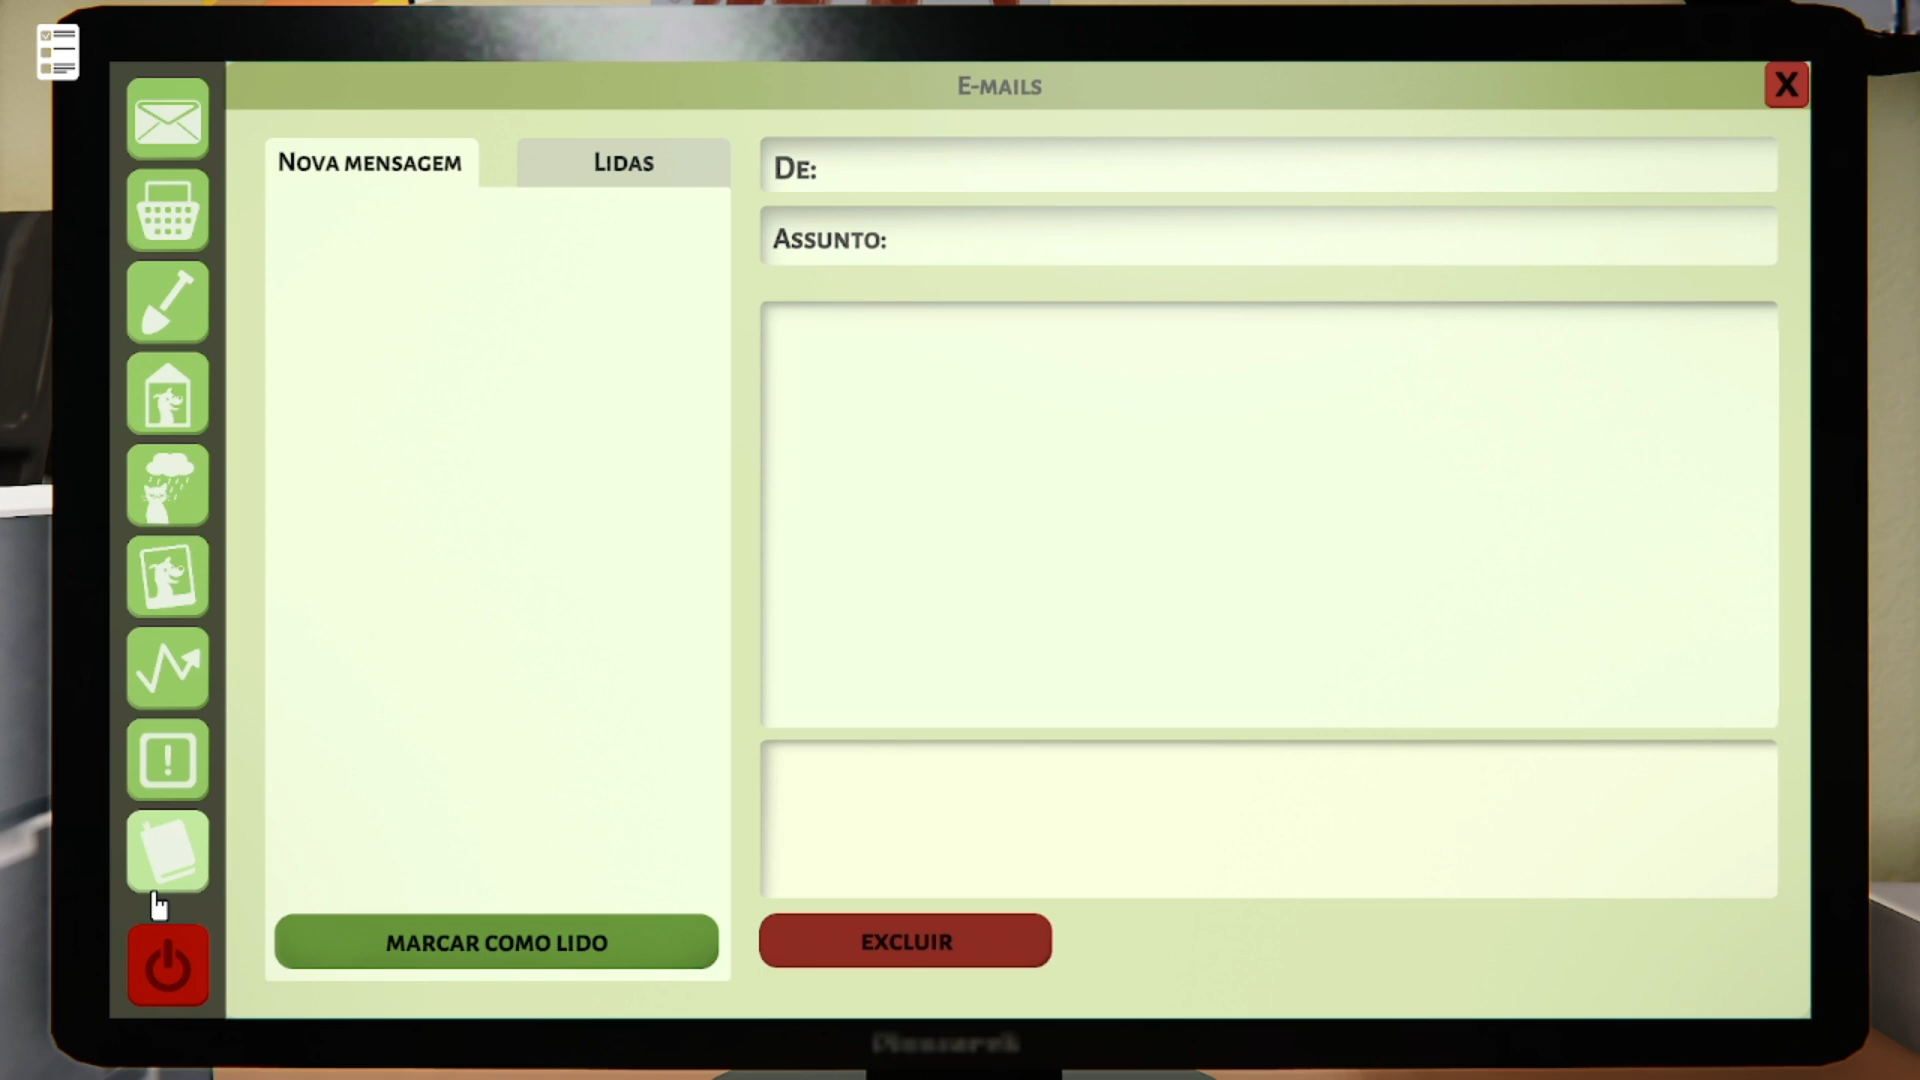 E-MAILS
X
NOVA MENSAGEM
LIDAS
DE:
ASSUNTO:
MARCAR COMO LIDO
EXCLUIR